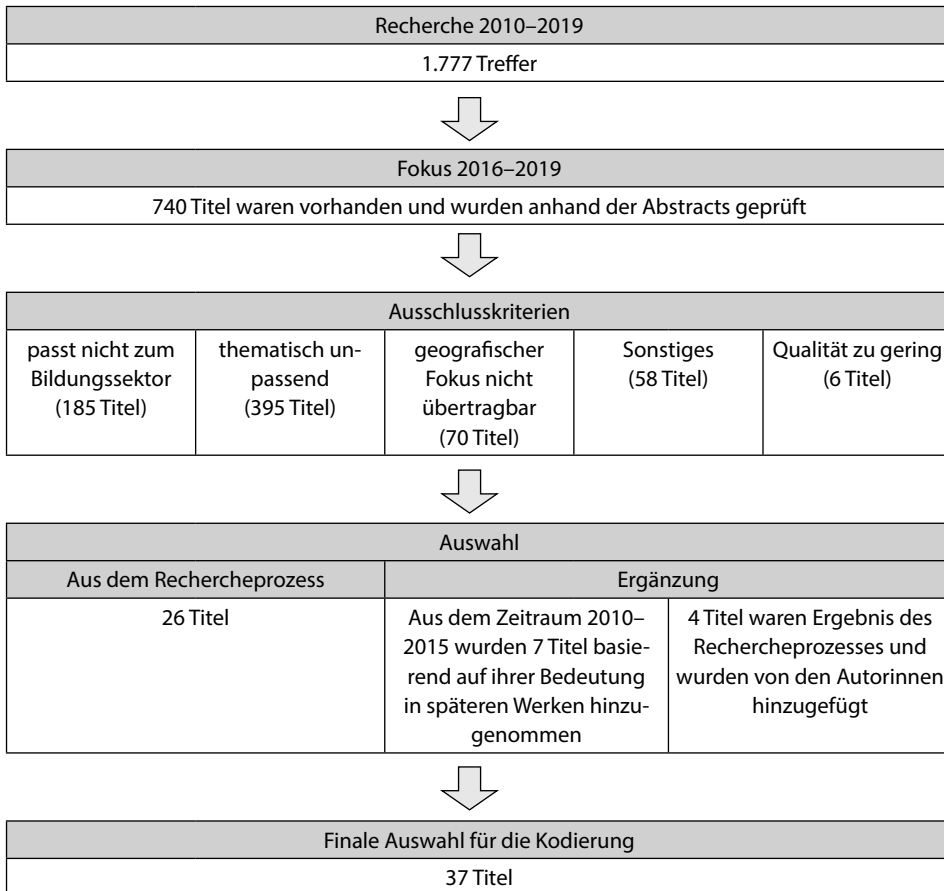 Recherche 2010–2019
1.777 Treffer
Fokus 2016–2019
740 Titel waren vorhanden und wurden anhand der Abstracts geprüft
Ausschlusskriterien
passt nicht zum
Bildungssektor
(185 Titel)
thematisch un-
passend
(395 Titel)
geografischer
Fokus nicht
übertragbar
(70 Titel)
Sonstiges
(58 Titel)
Qualität zu gering
(6 Titel)
Auswahl
Aus dem Rechercheprozess
Ergänzung
26 Titel
Aus dem Zeitraum 2010–
2015 wurden 7 Titel basie-
rend auf ihrer Bedeutung
in späteren Werken hinzu-
genommen
4 Titel waren Ergebnis des
Rechercheprozesses und
wurden von den Autorinnen
hinzugefügt
Finale Auswahl für die Kodierung
37 Titel